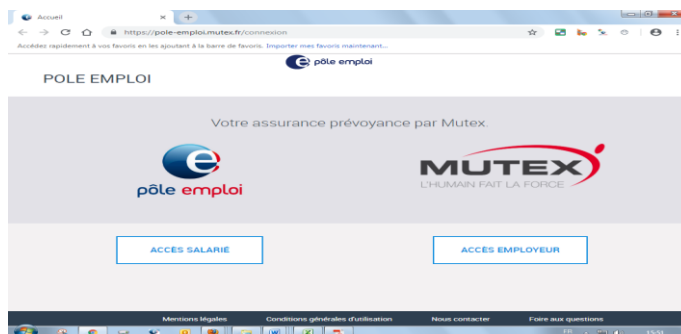 Accueil
https://pole-emploi.mutex.fr/connexion
Accédez rapidement à vos favoris en les ajoutant à la barre de favoris. Importer mes favoris maintenant...
pôle emploi
POLE EMPLOI
Votre assurance prévoyance par Mutex.
pôle emploi
MUTEX
L'HUMAIN FAIT LA FORCE
ACCÈS SALARIÉ
ACCÈS EMPLOYEUR
Mentions légales
Conditions générales d'utilisation
Nous contacter
Foire aux questions
FR